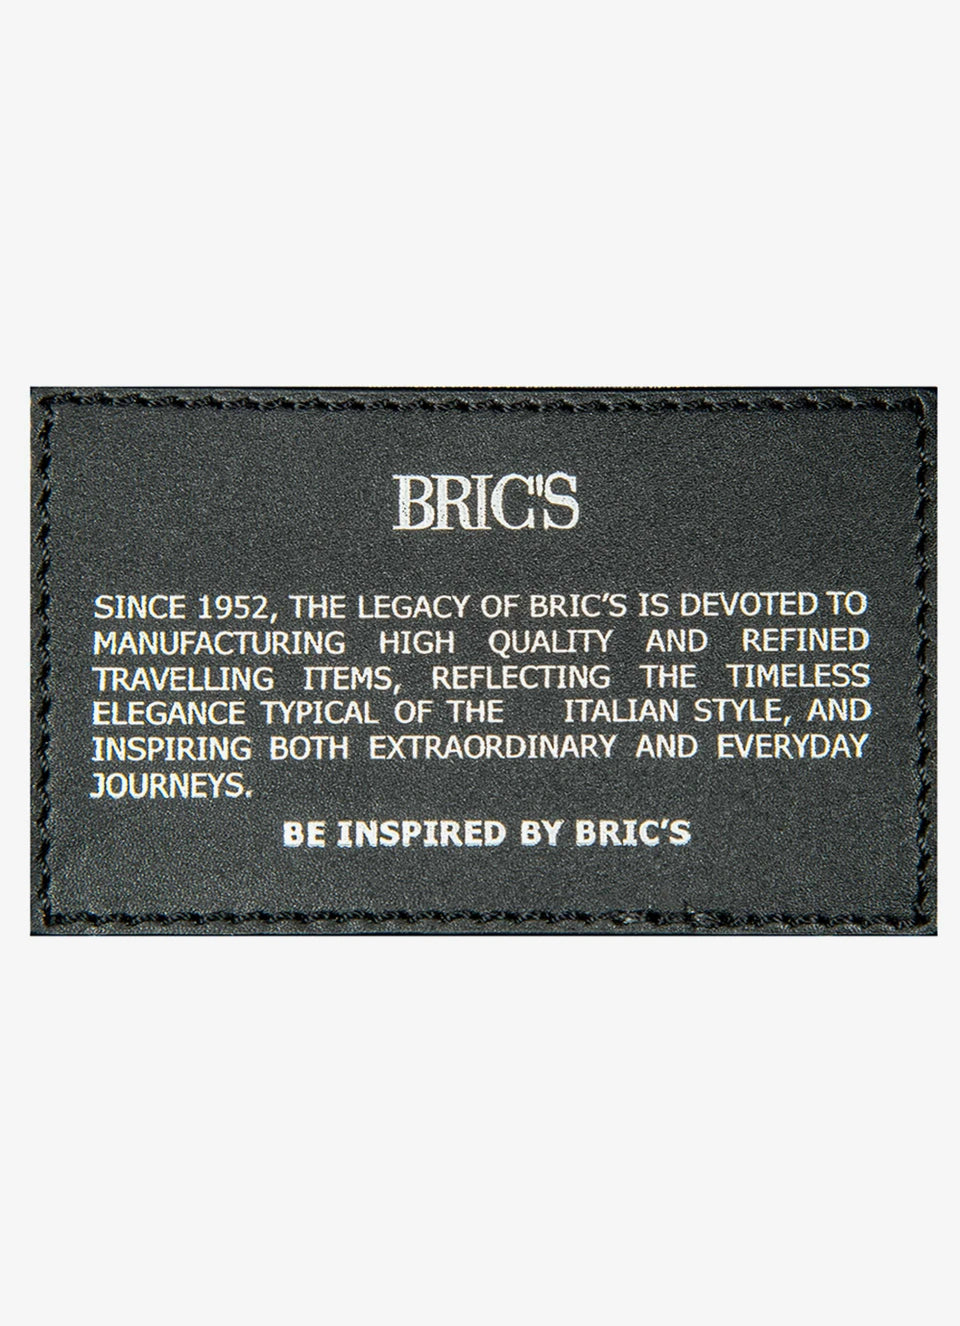 BRIC'S
SINCE 1952, THE LEGACY OF BRIC'S IS DEVOTED TO
MANUFACTURING HIGH QUALITY AND REFINED
TRAVELLING ITEMS, REFLECTING THE TIMELESS
ELEGANCE TYPICAL OF THE ITALIAN STYLE, AND
INSPIRING BOTH EXTRAORDINARY AND EVERYDAY
JOURNEYS.
BE INSPIRED BY BRIC'S